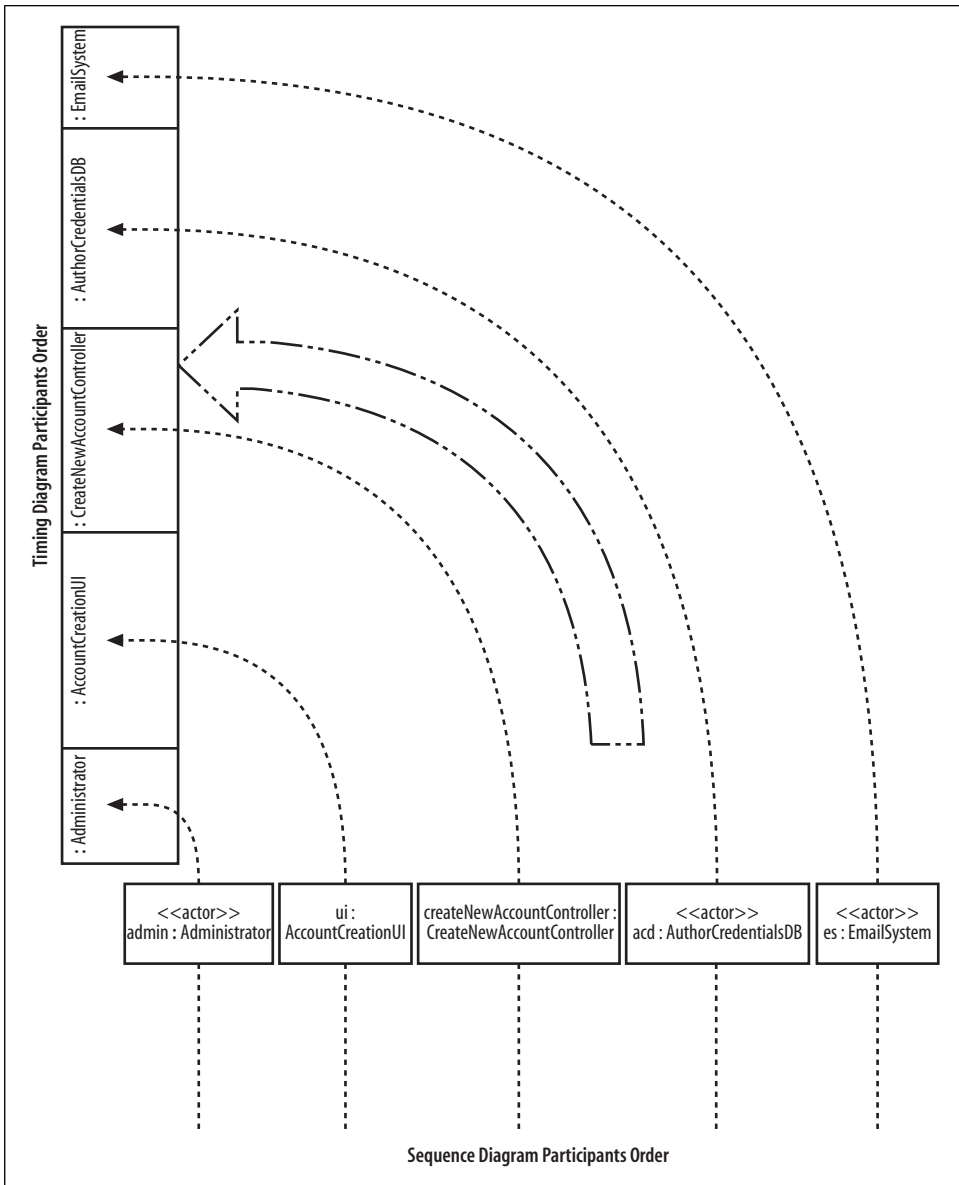 Timing Diagram Participants Order
: EmailSystem
: AuthorCredentialsDB
: CreateNewAccountController
: AccountCreationUI
: Administrator
<<actor>>
admin : Administrator
ui :
AccountCreationUI
createNewAccountController :
CreateNewAccountController
<<actor>>
acd : AuthorCredentialsDB
<<actor>>
es : EmailSystem
Sequence Diagram Participants Order